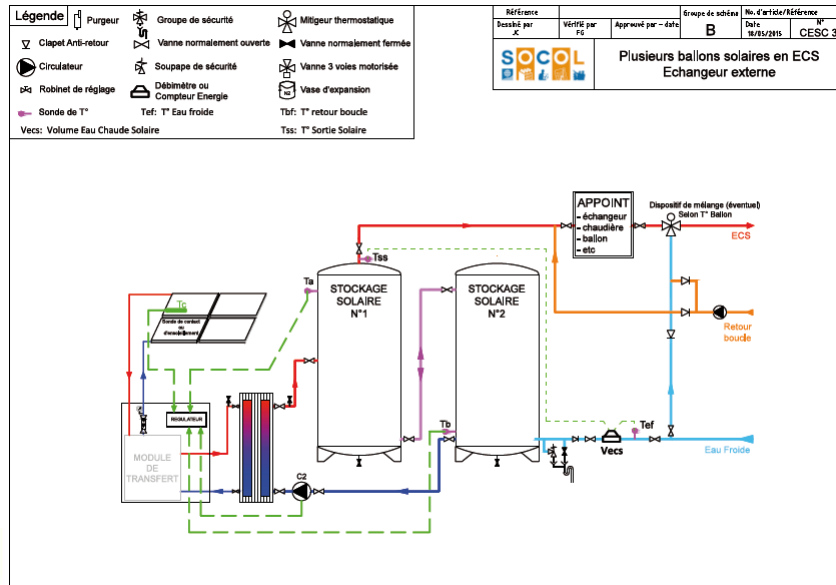 Légende
Purgeur
Groupe de sécurité
Mitigeur thermostatique
Clapet Anti-retour
Vanne normalement ouverte
Vanne normalement fermée
Circulateur
Soupape de sécurité
Vanne 3 voies motorisée
Robinet de réglage
Débimètre ou
Compteur Energie
Vase d'expansion
Sonde de T°
Tef: T° Eau froide
Tbf: T° retour boucle
Vecs: Volume Eau Chaude Solaire
Tss: T° Sortie Solaire
Référence
Groupe de schéma
No. d'article/Référence
Dessiné par
JC
Vérifié par
FG
Approuvé par - date
B
Date
18/05/2015
N°
CESC 3
SOCOL
Plusieurs ballons solaires en ECS
Echangeur externe
APPOINT
- échangeur
- chaudière
- ballon
- etc
Dispositif de mélange (éventuel)
Selon T° Ballon
ECS
Tss
Ta
STOCKAGE
SOLAIRE
N°1
STOCKAGE
SOLAIRE
N°2
Tc
Sonde de contact
ou
d'ensoleillement
Retour
boucle
REGULATEUR
MODULE
DE
TRANSFERT
Tb
Tef
Vecs
Eau Froide
C2